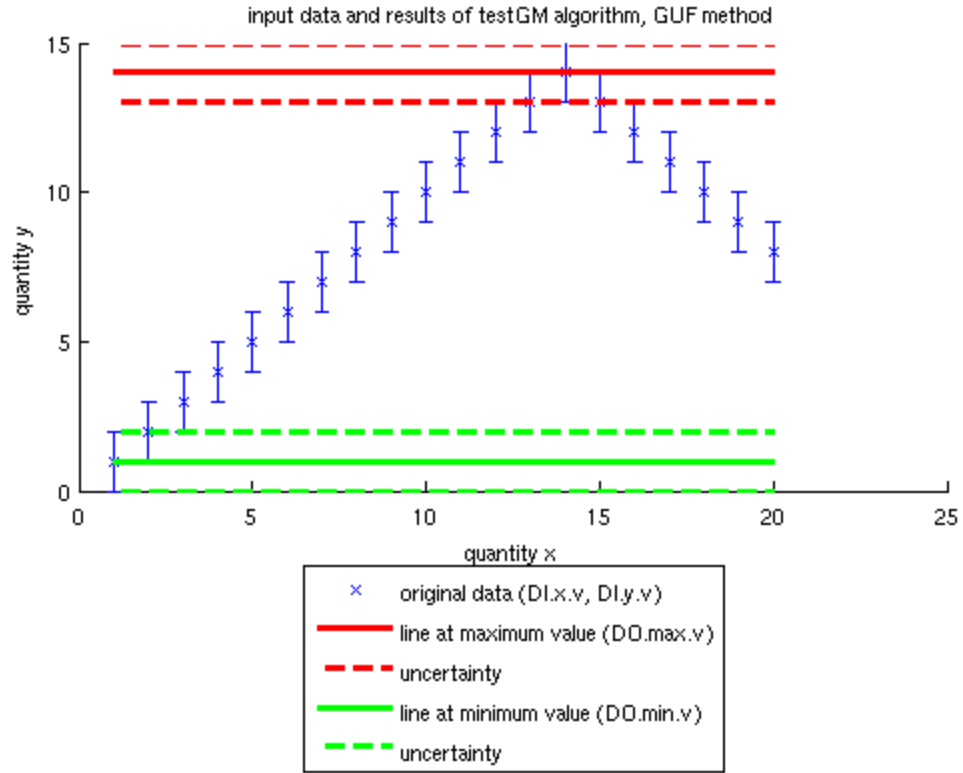 input data and results of testGM algorithm, GUF method
15
10
5
0
quantity y
0
5
10
15
20
25
quantity x
original data (DI.x.v, DI.y.v)
line at maximum value (DO.max.v)
uncertainty
line at minimum value (DO.min.v)
uncertainty